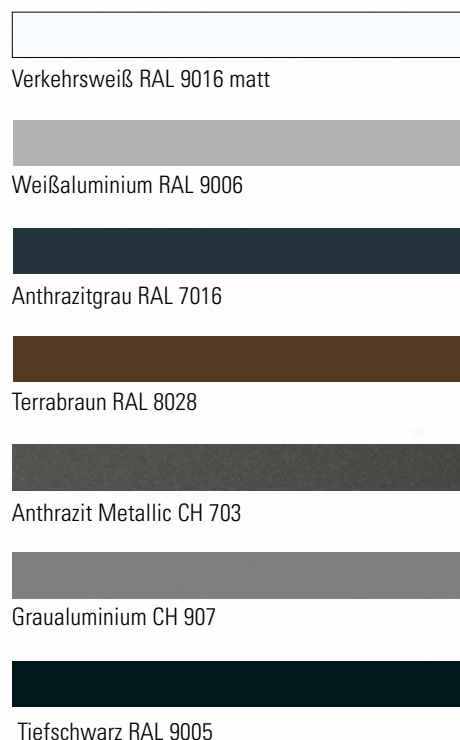 Verkehrsweiß RAL 9016 matt
Weißaluminium RAL 9006
Anthrazitgrau RAL 7016
Terrabraun RAL 8028
Anthrazit Metallic CH 703
Graualuminium CH 907
Tiefschwarz RAL 9005